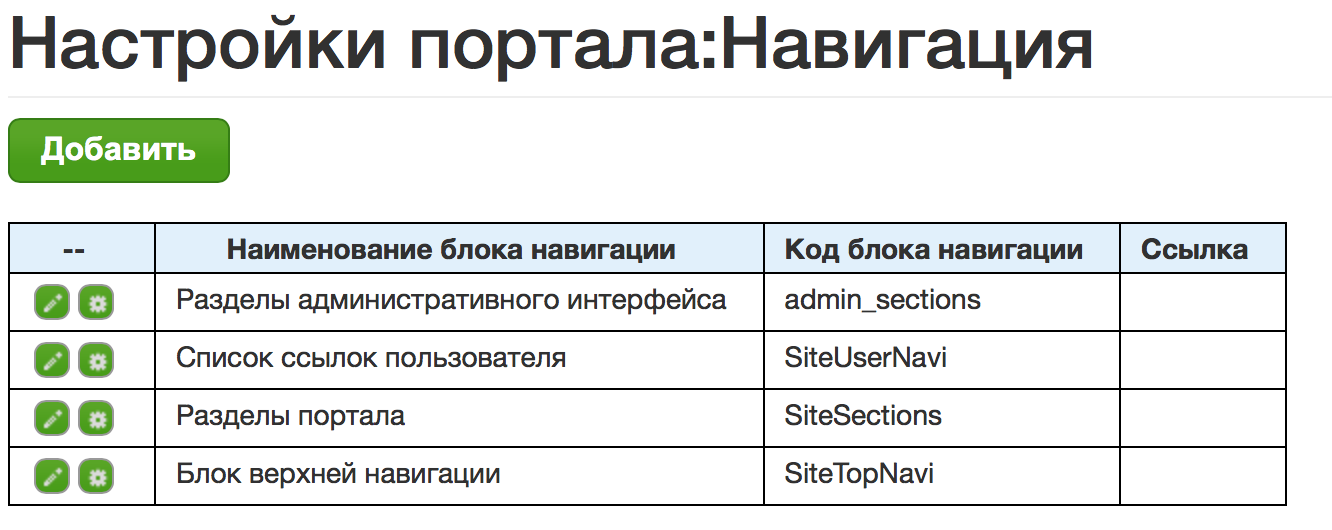 Настройки портала:Навигация
Добавить
-- Наименование блока навигации Код блока навигации Ссылка
Разделы административного интерфейса admin_sections
Список ссылок пользователя SiteUserNavi
Разделы портала SiteSections
Блок верхней навигации SiteTopNavi